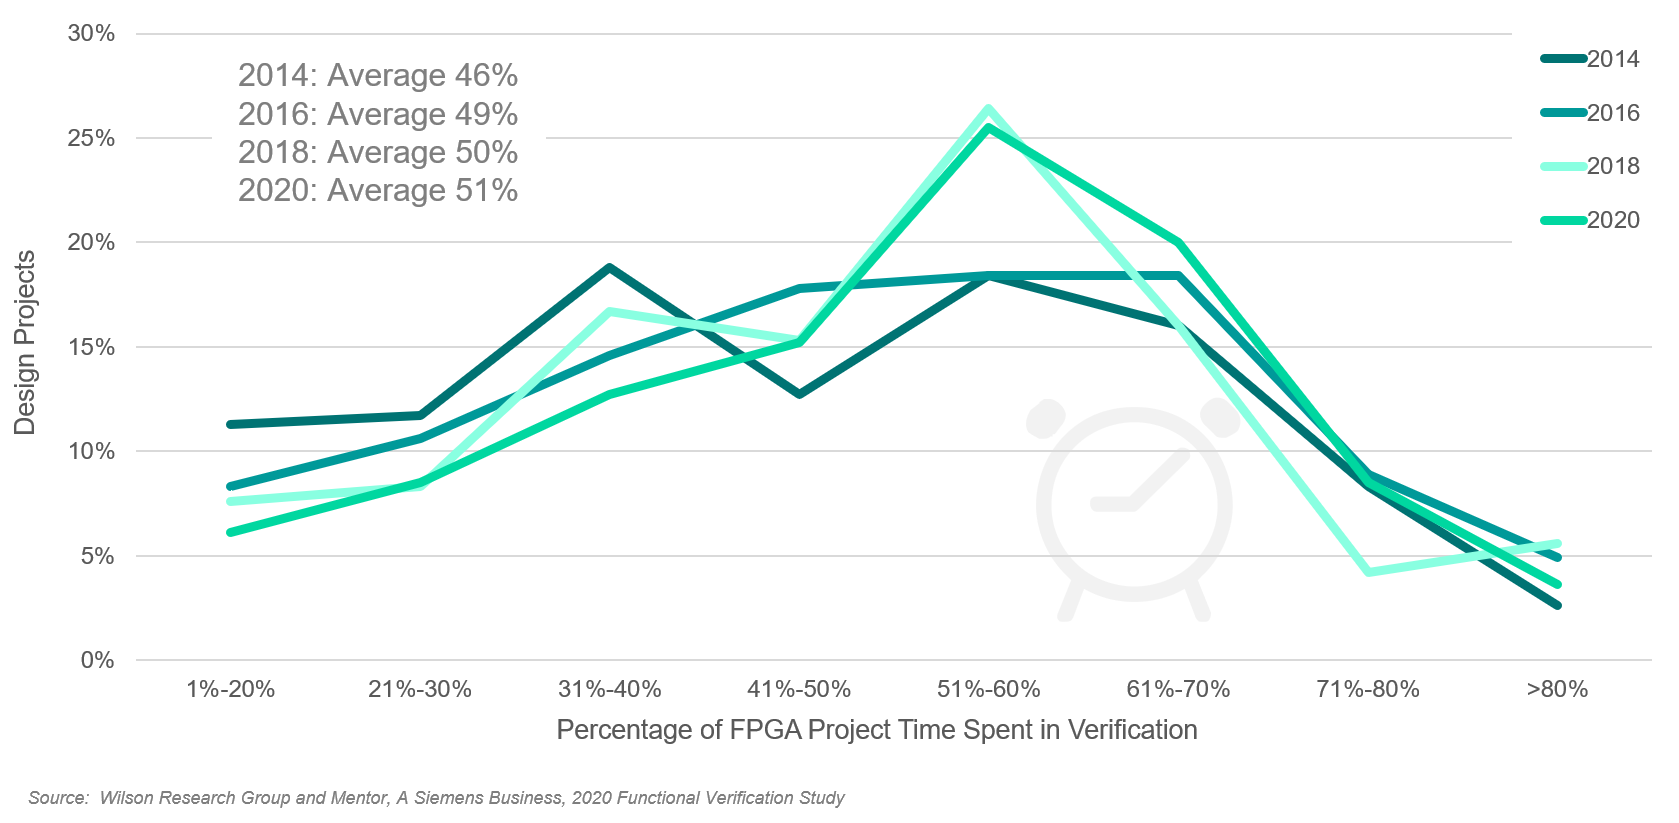 30%
25%
20%
15%
10%
5%
0%
Design Projects
2014: Average 46%
2016: Average 49%
2018: Average 50%
2020: Average 51%
2014
2016
2018
2020
1%-20% 21%-30% 31%-40% 41%-50% 51%-60% 61%-70% 71%-80% >80%
Percentage of FPGA Project Time Spent in Verification
Source: Wilson Research Group and Mentor, A Siemens Business, 2020 Functional Verification Study